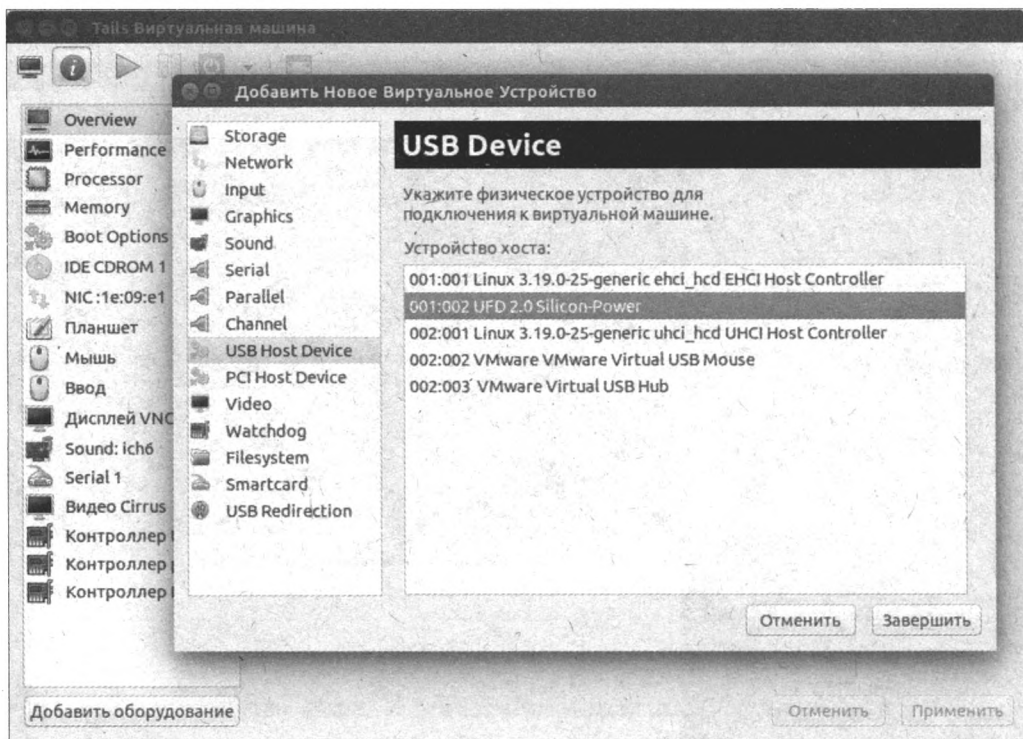 Tails Виртуальная машина
Добавить Новое Виртуальное Устройство
Overview
Performance
Processor
Memory
Boot Options
IDE CDROM 1
NIC :1e:09:e1
Планшет
Мышь
Ввод
Дисплей VNC
Sound: ich6
Serial 1
Видео Cirrus
Контроллер
Контроллер
Контроллер
Добавить оборудование
Storage
Network
Input
Graphics
Sound
Serial
Parallel
Channel
USB Host Device
PCI Host Device
Video
Watchdog
Filesystem
Smartcard
USB Redirection
USB Device
Укажите физическое устройство для
подключения к виртуальной машине.
Устройство хоста:
001:001 Linux 3.19.0-25-generic ehci_hcd EHCI Host Controller
001:002 UFD 2.0 Silicon-Power
002:001 Linux 3.19.0-25-generic uhci_hcd UHCI Host Controller
002:002 VMware VMware Virtual USB Mouse
002:003 VMware Virtual USB Hub
Отменить
Завершить
Отменить
Применить